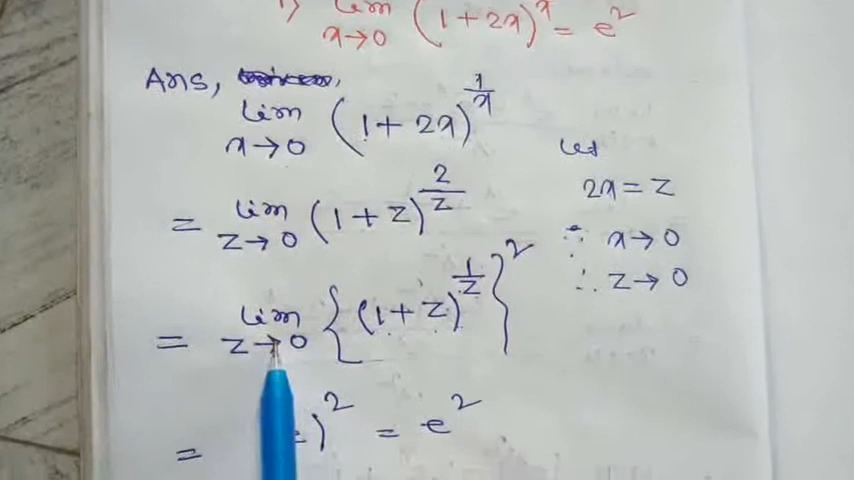 1) lim (1+2x)^x = e^2
x→0
Ans,
lim (1+2x)^1/x
x→0
Let
2x = z
= lim (1+z)^2/z
z→0
∵ x→0
∴ z→0
= lim {(1+z)^1/z}^2
z→0
= )^2 = e^2